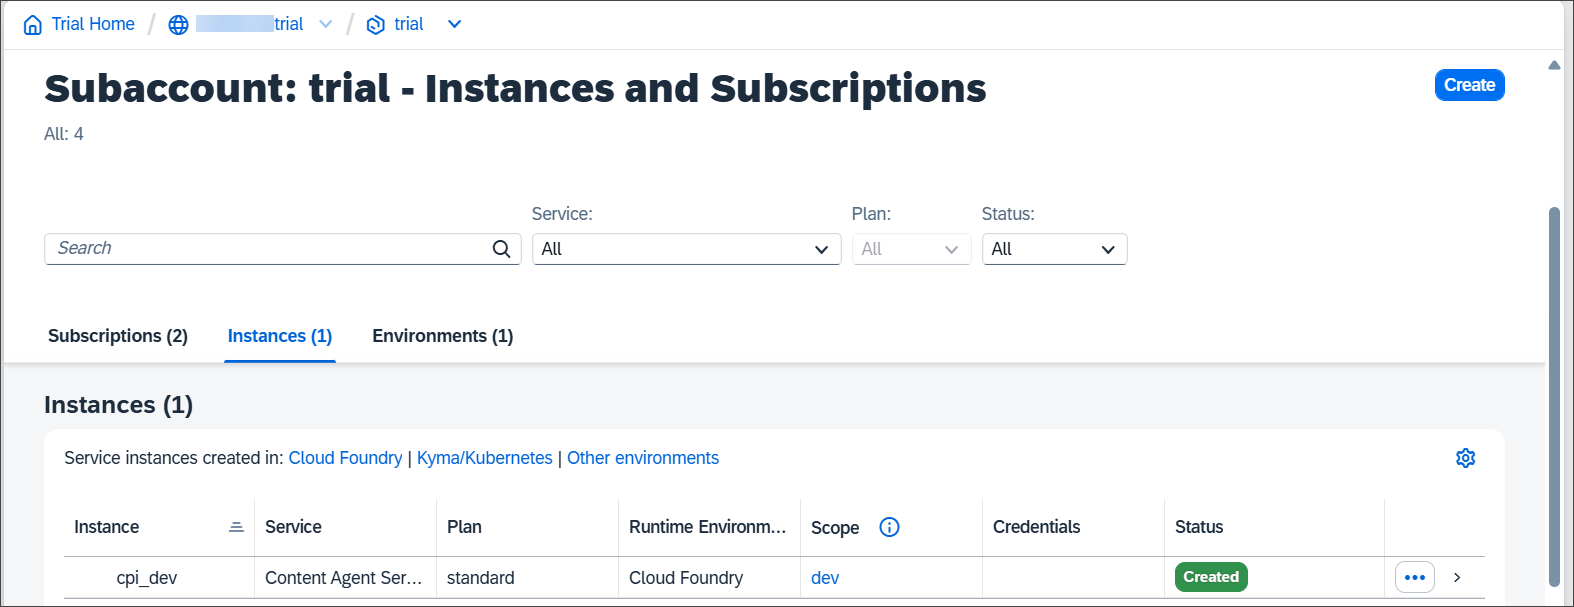 Trial Home / trial / trial
Subaccount: trial - Instances and Subscriptions
Create
All: 4
Service: Plan: Status:
Search All All All
Subscriptions (2) Instances (1) Environments (1)
Instances (1)
Service instances created in: Cloud Foundry | Kyma/Kubernetes | Other environments
Instance Service Plan Runtime Environm... Scope Credentials Status
cpi_dev Content Agent Ser... standard Cloud Foundry dev Created